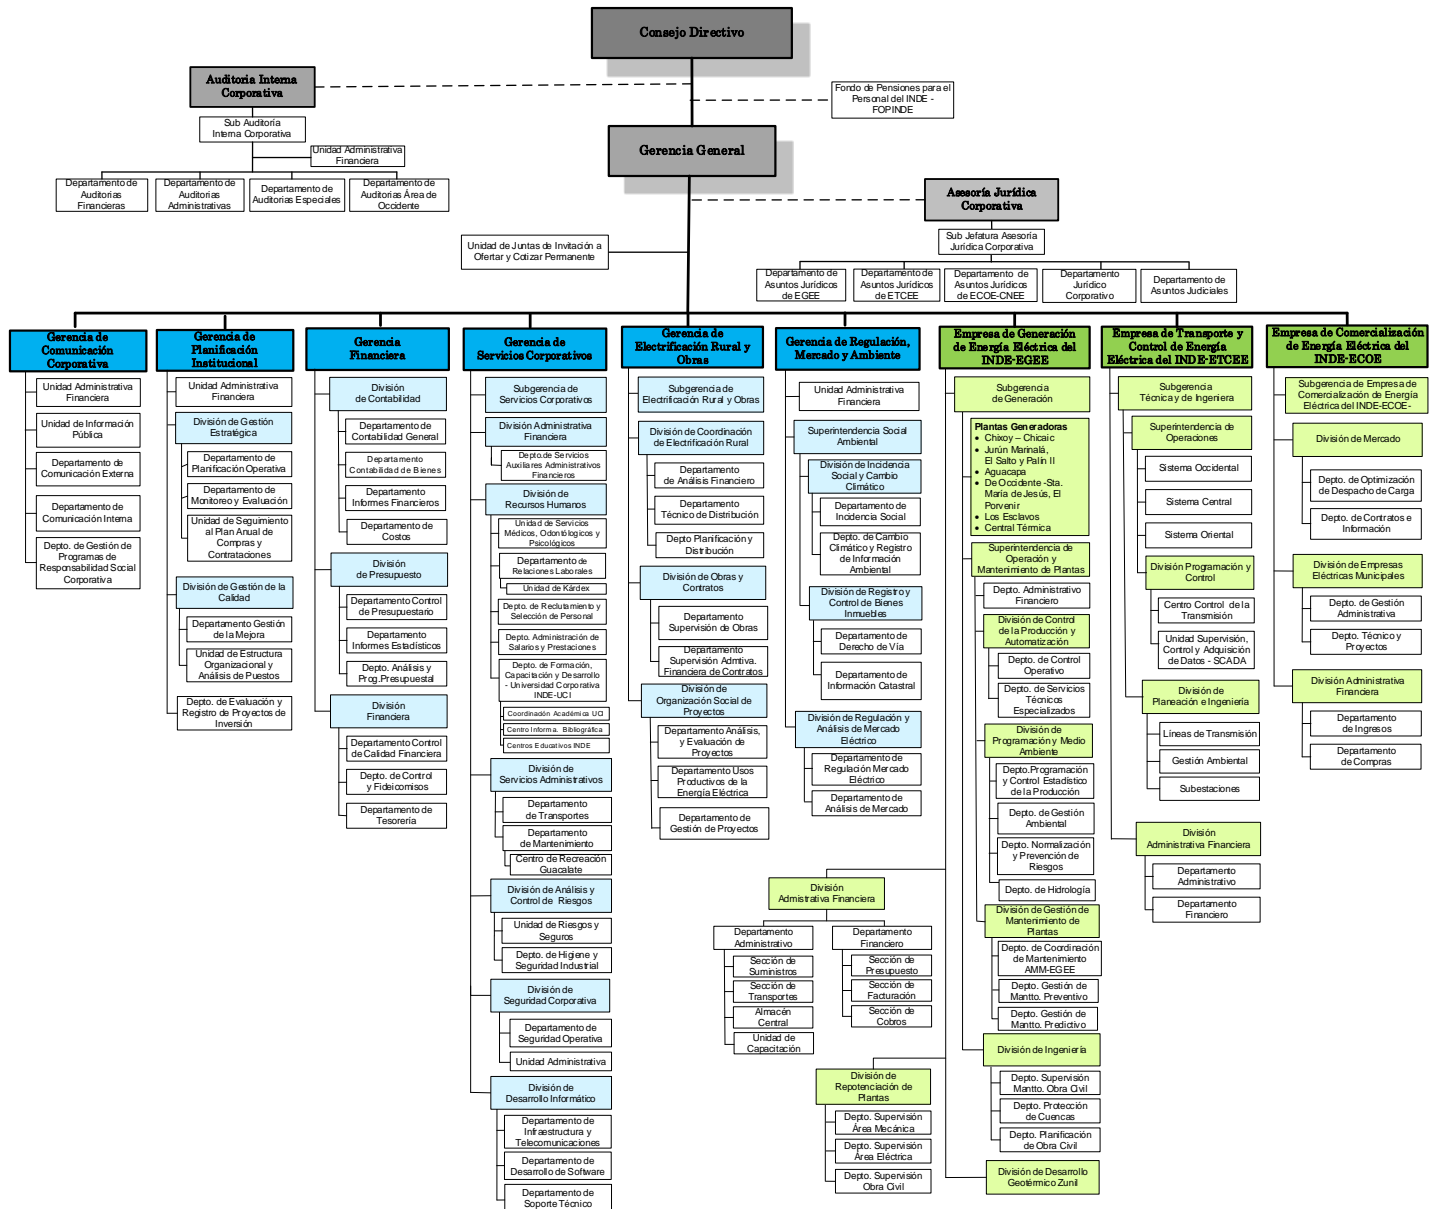 Consejo Directivo
Auditoria Interna
Corporativa
Fondo de Pensiones para el
Personal del INDE -
FOPINDE
Sub Auditoría
Interna Corporativa
Unidad Administrativa
Financiera
Gerencia General
Departamento de
Auditorias
Financieras
Departamento de
Auditorias
Administrativas
Departamento de
Auditorias Especiales
Departamento de
Auditorias Área de
Occidente
Asesoría Jurídica
Corporativa
Sub Jefatura Asesoría
Jurídica Corporativa
Unidad de Juntas de Invitación a
Ofertar y Cotizar Permanente
Departamento de
Asuntos Jurídicos
de EGEE
Departamento de
Asuntos Jurídicos
de ETCEE
Departamento de
Asuntos Jurídicos
de ECOE-CNEE
Departamento
Jurídico
Corporativo
Departamento de
Asuntos Judiciales
Gerencia de
Comunicación
Corporativa
Unidad Administrativa
Financiera
Unidad de Información
Pública
Departamento de
Comunicación Externa
Departamento de
Comunicación Interna
Depto. de Gestión de
Programas de
Responsabilidad Social
Corporativa
Gerencia de
Planificación
Institucional
Unidad Administrativa
Financiera
División de Gestión
Estratégica
Departamento de
Planificación Operativa
Departamento de
Monitoreo y Evaluación
Unidad de Seguimiento
al Plan Anual de
Compras y
Contrataciones
División de Gestión de la
Calidad
Departamento Gestión
de la Mejora
Unidad de Estructura
Organizacional y
Análisis de Puestos
Depto. de Evaluación y
Registro de Proyectos de
Inversión
Gerencia
Financiera
División
de Contabilidad
Departamento de
Contabilidad General
Departamento
Contabilidad de Bienes
Departamento
Informes Financieros
Departamento de
Costos
División
de Presupuesto
Departamento Control
de Presupuestario
Departamento
Informes Estadísticos
Depto. Análisis y
Prog.Presupuestal
División
Financiera
Departamento Control
de Calidad Financiera
Depto. de Control
y Fideicomisos
Departamento de
Tesorería
Gerencia de
Servicios Corporativos
Subgerencia de
Servicios Corporativos
División Administrativa
Financiera
Depto.de Servicios
Auxiliares Administrativos
Financieros
División de
Recursos Humanos
Unidad de Servicios
Médicos, Odontólogicos y
Psicológicos
Departamento de
Relaciones Laborales
Unidad de Kárdex
Depto. de Reclutamiento y
Selección de Personal
Depto. Administración de
Salarios y Prestaciones
Depto. de Formación,
Capacitación y Desarrollo
- Universidad Corporativa
INDE-UCI
Coordinación Académica UCI
Centro Informa. Bibliográfica
Centros Educativos INDE
División de
Servicios Administrativos
Departamento
de Transportes
Departamento
de Mantenimiento
Centro de Recreación
Guacalate
División de Análisis y
Control de Riesgos
Unidad de Riesgos y
Seguros
Depto. de Higiene y
Seguridad Industrial
División de
Seguridad Corporativa
Departamento de
Seguridad Operativa
Unidad Administrativa
División de
Desarrollo Informático
Departamento de
Infraestructura y
Telecomunicaciones
Departamento de
Desarrollo de Software
Departamento de
Soporte Técnico
Gerencia de
Electrificación Rural y
Obras
Subgerencia de
Electrificación Rural y Obras
División de Coordinación
de Electrificación Rural
Departamento
de Análisis Financiero
Departamento
Técnico de Distribución
Depto Planificación y
Distribución
División de Obras y
Contratos
Departamento
Supervisión de Obras
Departamento
Supervisión Admtiva.
Financiera de Contratos
División de
Organización Social de
Proyectos
Departamento Análisis,
y Evaluación de
Proyectos
Departamento Usos
Productivos de la
Energía Eléctrica
Departamento de
Gestión de Proyectos
Gerencia de Regulación,
Mercado y Ambiente
Unidad Administrativa
Financiera
Superintendencia Social
Ambiental
División de Incidencia
Social y Cambio
Climático
Departamento de
Incidencia Social
Depto. de Cambio
Climático y Registro
de Información
Ambiental
División de Registro y
Control de Bienes
Inmuebles
Departamento de
Derecho de Vía
Departamento de
Información Catastral
División de Regulación y
Análisis de Mercado
Eléctrico
Departamento de
Regulación Mercado
Eléctrico
Departamento de
Análisis de Mercado
Empresa de Generación
de Energía Eléctrica del
INDE-EGEE
Subgerencia
de Generación
Plantas Generadoras
• Chixoy – Chicaic
• Jurún Marinalá,
El Salto y Palín II
• Aguacapa
• De Occidente -Sta.
María de Jesús, El
Porvenir
• Los Esclavos
• Central Térmica
Superintendencia de
Operación y
Mantenimiento de Plantas
Depto. Administrativo
Financiero
División de Control
de la Producción y
Automatización
Depto. de Control
Operativo
Depto. de Servicios
Técnicos
Especializados
División de
Programación y Medio
Ambiente
Depto.Programación
y Control Estadístico
de la Producción
Depto. de Gestión
Ambiental
Depto. Normalización
y Prevención de
Riesgos
Depto. de Hidrología
División de Gestión de
Mantenimiento de
Plantas
Depto. de Coordinación
de Mantenimiento
AMM-EGEE
Depto. Gestión de
Mantto. Preventivo
Depto. Gestión de
Mantto. Predictivo
División de Ingeniería
Depto. Supervisión
Mantto. Obra Civil
Depto. Protección
de Cuencas
Depto. Planificación
de Obra Civil
División de Desarrollo
Geotérmico Zunil
División
Admistrativa Financiera
Departamento
Administrativo
Sección de
Suministros
Sección de
Transportes
Almacén
Central
Unidad de
Capacitación
Departamento
Financiero
Sección de
Presupuesto
Sección de
Facturación
Sección de
Cobros
División de
Repotenciación de
Plantas
Depto. Supervisión
Área Mecánica
Depto. Supervisión
Área Eléctrica
Depto. Supervisión
Obra Civil
Empresa de Transporte y
Control de Energía
Eléctrica del INDE-ETCEE
Subgerencia
Técnica y de Ingeniera
Superintendencia de
Operaciones
Sistema Occidental
Sistema Central
Sistema Oriental
División Programación y
Control
Centro Control de la
Transmisión
Unidad Supervisión,
Control y Adquisición
de Datos - SCADA
División de
Planeación e Ingeniería
Líneas de Transmisión
Gestión Ambiental
Subestaciones
División
Administrativa Financiera
Departamento
Administrativo
Departamento
Financiero
Empresa de Comercialización
de Energía Eléctrica del
INDE-ECOE
Subgerencia de Empresa de
Comercialización de Energía
Eléctrica del INDE-ECOE-
División de Mercado
Depto. de Optimización
de Despacho de Carga
Depto. de Contratos e
Información
División de Empresas
Eléctricas Municipales
Depto. de Gestión
Administrativa
Depto. Técnico y
Proyectos
División Administrativa
Financiera
Departamento
de Ingresos
Departamento
de Compras